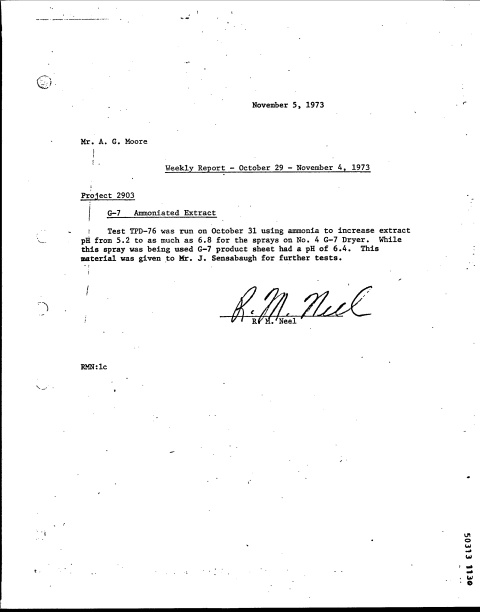 November 5, 1973
Mr. A. G. Moore
Weekly Report - October 29 - November 4, 1973
Project 2903
G-7 Ammoniated Extract
Test TPD-76 was run on October 31 using ammonia to increase extract
pH from 5.2 to as much as 6.8 for the sprays on No. 4 G-7 Dryer. While
this spray was being used G-7 product sheet had a pH of 6.4. This
material was given to Mr. J. Sensabaugh for further tests.
R. M. Neel
R. M. Neel
RMN:lc
50313 1130